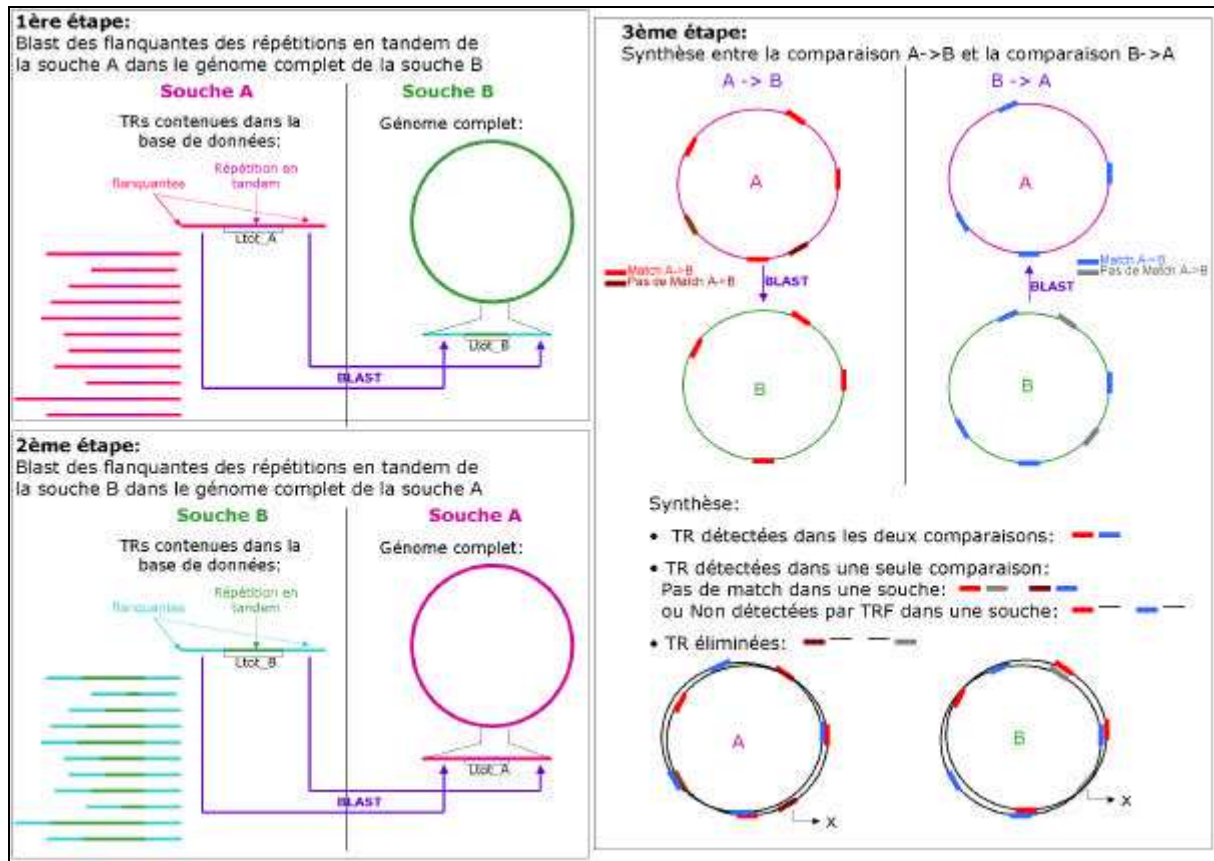 1ère étape:
Blast des flanquantes des répétitions en tandem de
la souche A dans le génome complet de la souche B
Souche A
Souche B
TRs contenues dans la
base de données:
Génome complet:
Répétition en
tandem
flanquantes
Ltot_A
Ltot_B
BLAST
2ème étape:
Blast des flanquantes des répétitions en tandem de
la souche B dans le génome complet de la souche A
Souche B
Souche A
TRs contenues dans la
base de données:
Génome complet:
Répétition en
tandem
flanquantes
Ltot_B
Ltot_A
BLAST
3ème étape:
Synthèse entre la comparaison A->B et la comparaison B->A
A -> B
B -> A
A
A
Match A->B
Pas de Match A->B
BLAST
Match A->B
Pas de Match A->B
BLAST
B
B
Synthèse:
• TR détectées dans les deux comparaisons:
• TR détectées dans une seule comparaison:
Pas de match dans une souche:
ou Non détectées par TRF dans une souche:
• TR éliminées:
A
B
X
X